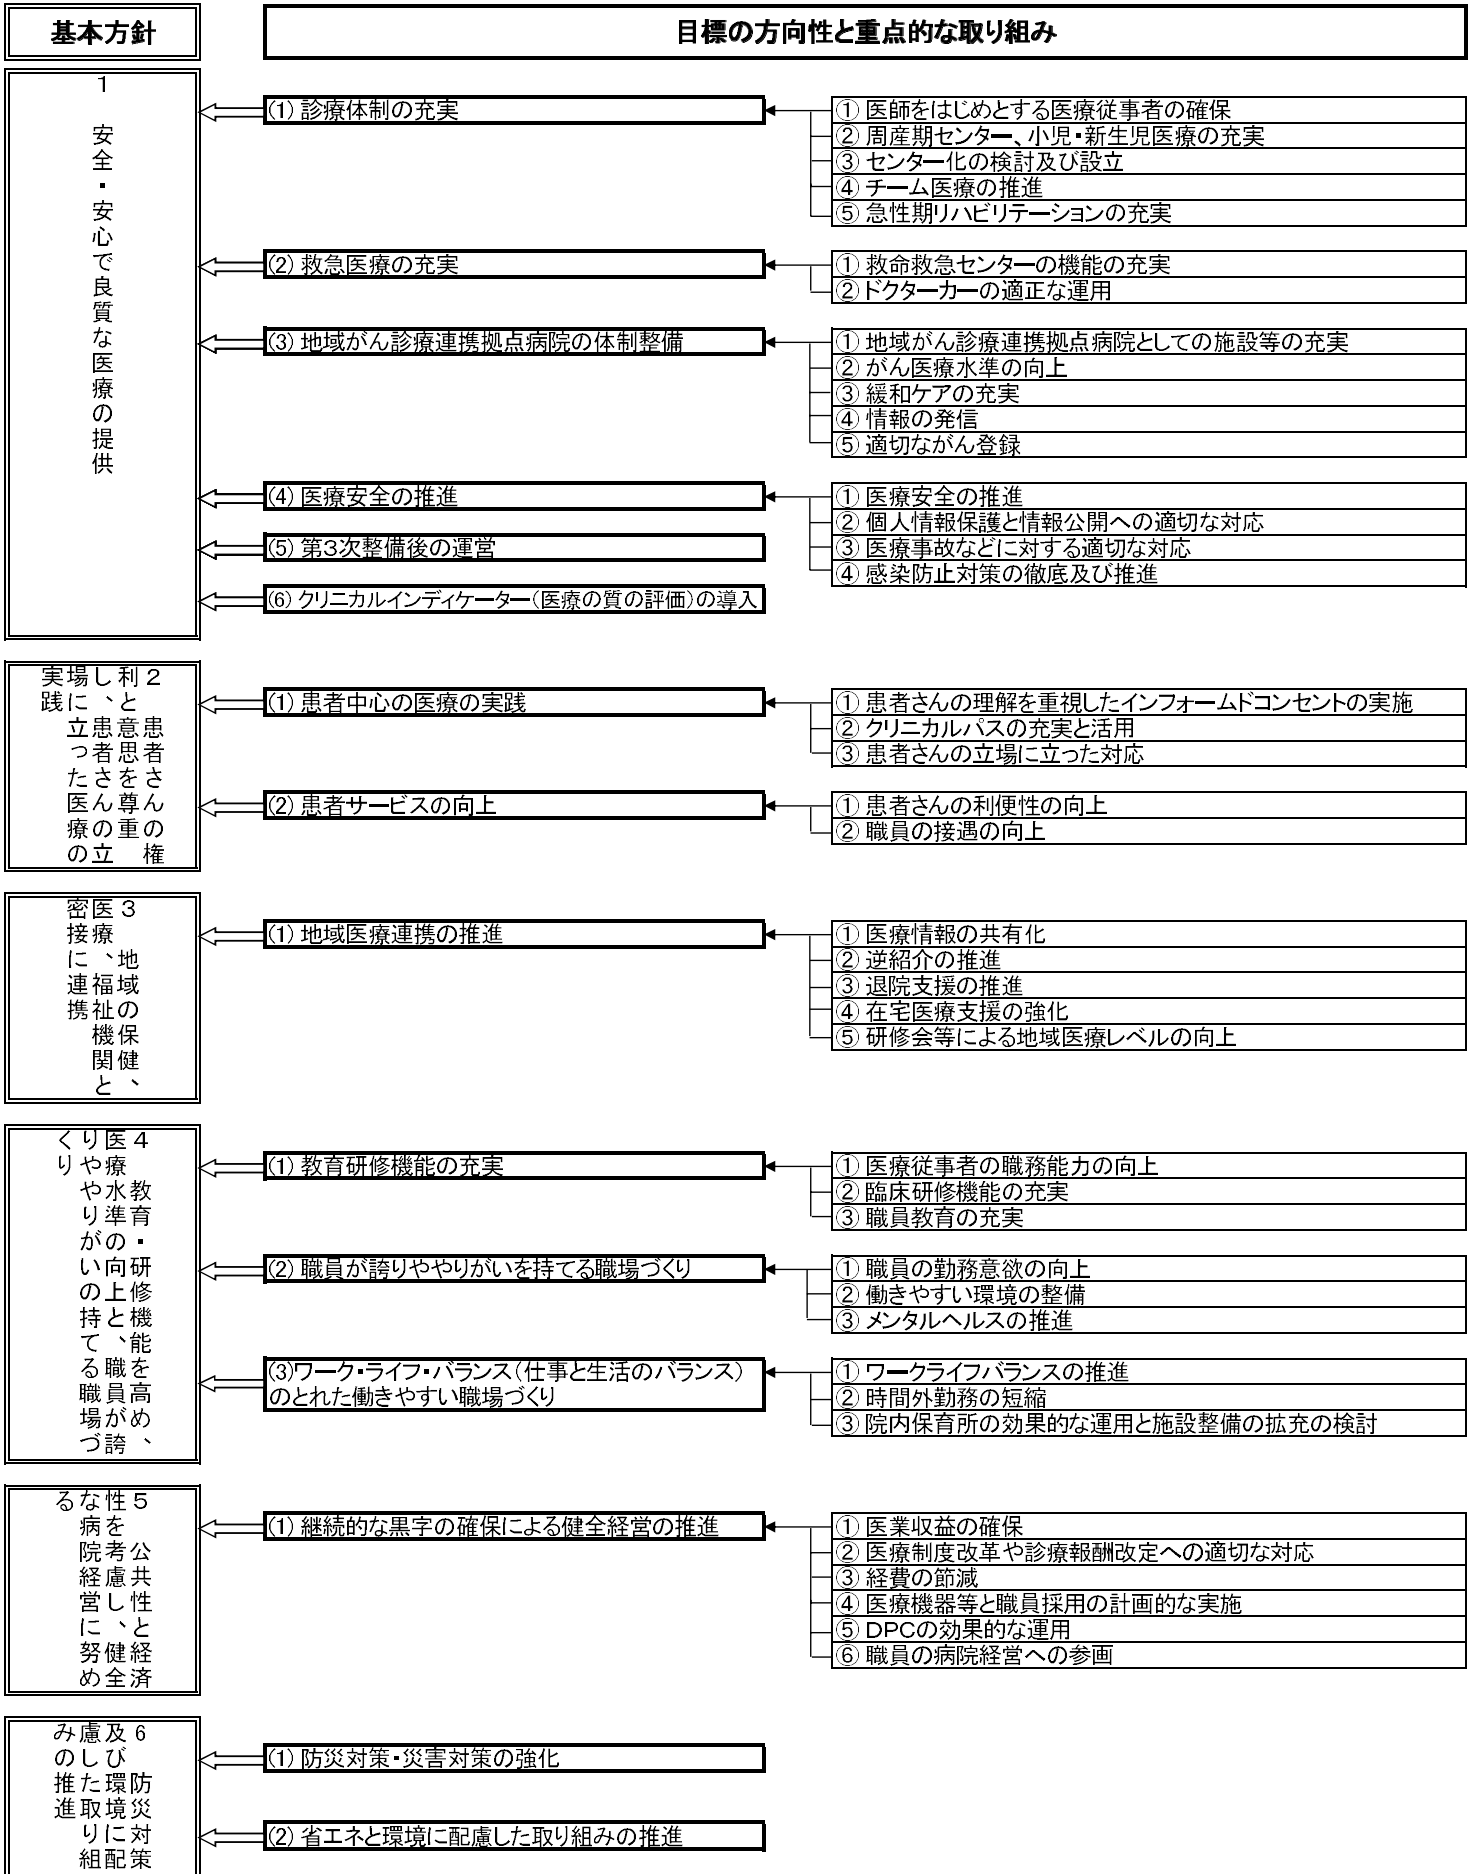 基本方針
目標の方向性と重点的な取り組み
1 安全・安心で良質な医療の提供
(1) 診療体制の充実
① 医師をはじめとする医療従事者の確保
② 周産期センター、小児・新生児医療の充実
③ センター化の検討及び設立
④ チーム医療の推進
⑤ 急性期リハビリテーションの充実
(2) 救急医療の充実
① 救命救急センターの機能の充実
② ドクターカーの適正な運用
(3) 地域がん診療連携拠点病院の体制整備
① 地域がん診療連携拠点病院としての施設等の充実
② がん医療水準の向上
③ 緩和ケアの充実
④ 情報の発信
⑤ 適切ながん登録
(4) 医療安全の推進
① 医療安全の推進
② 個人情報保護と情報公開への適切な対応
③ 医療事故などに対する適切な対応
④ 感染防止対策の徹底及び推進
(5) 第3次整備後の運営
(6) クリニカルインディケーター(医療の質の評価)の導入
2 患者さんの権
利と意思を尊重
し、患者さんの立
場に立った医療の
実践
(1) 患者中心の医療の実践
① 患者さんの理解を重視したインフォームドコンセントの実施
② クリニカルパスの充実と活用
③ 患者さんの立場に立った対応
(2) 患者サービスの向上
① 患者さんの利便性の向上
② 職員の接遇の向上
3 地域の保健、
医療、福祉機関と
密接に連携
(1) 地域医療連携の推進
① 医療情報の共有化
② 逆紹介の推進
③ 退院支援の推進
④ 在宅医療支援の強化
⑤ 研修会等による地域医療レベルの向上
4 教育・研修機能を高め、
医療水準の向上と、職員が誇
りややりがいの持てる職場づ
くり
(1) 教育研修機能の充実
① 医療従事者の職務能力の向上
② 臨床研修機能の充実
③ 職員教育の充実
(2) 職員が誇りややりがいを持てる職場づくり
① 職員の勤務意欲の向上
② 働きやすい環境の整備
③ メンタルヘルスの推進
(3)ワーク・ライフ・バランス(仕事と生活のバランス)
のとれた働きやすい職場づくり
① ワークライフバランスの推進
② 時間外勤務の短縮
③ 院内保育所の効果的な運用と施設整備の拡充の検討
5 公共性と経済
性を考慮し、健全
な病院経営に努め
る
(1) 継続的な黒字の確保による健全経営の推進
① 医業収益の確保
② 医療制度改革や診療報酬改定への適切な対応
③ 経費の節減
④ 医療機器等と職員採用の計画的な実施
⑤ DPCの効果的な運用
⑥ 職員の病院経営への参画
6 防災対策
及び環境に配
慮した取り組
みの推進
(1) 防災対策・災害対策の強化
(2) 省エネと環境に配慮した取り組みの推進